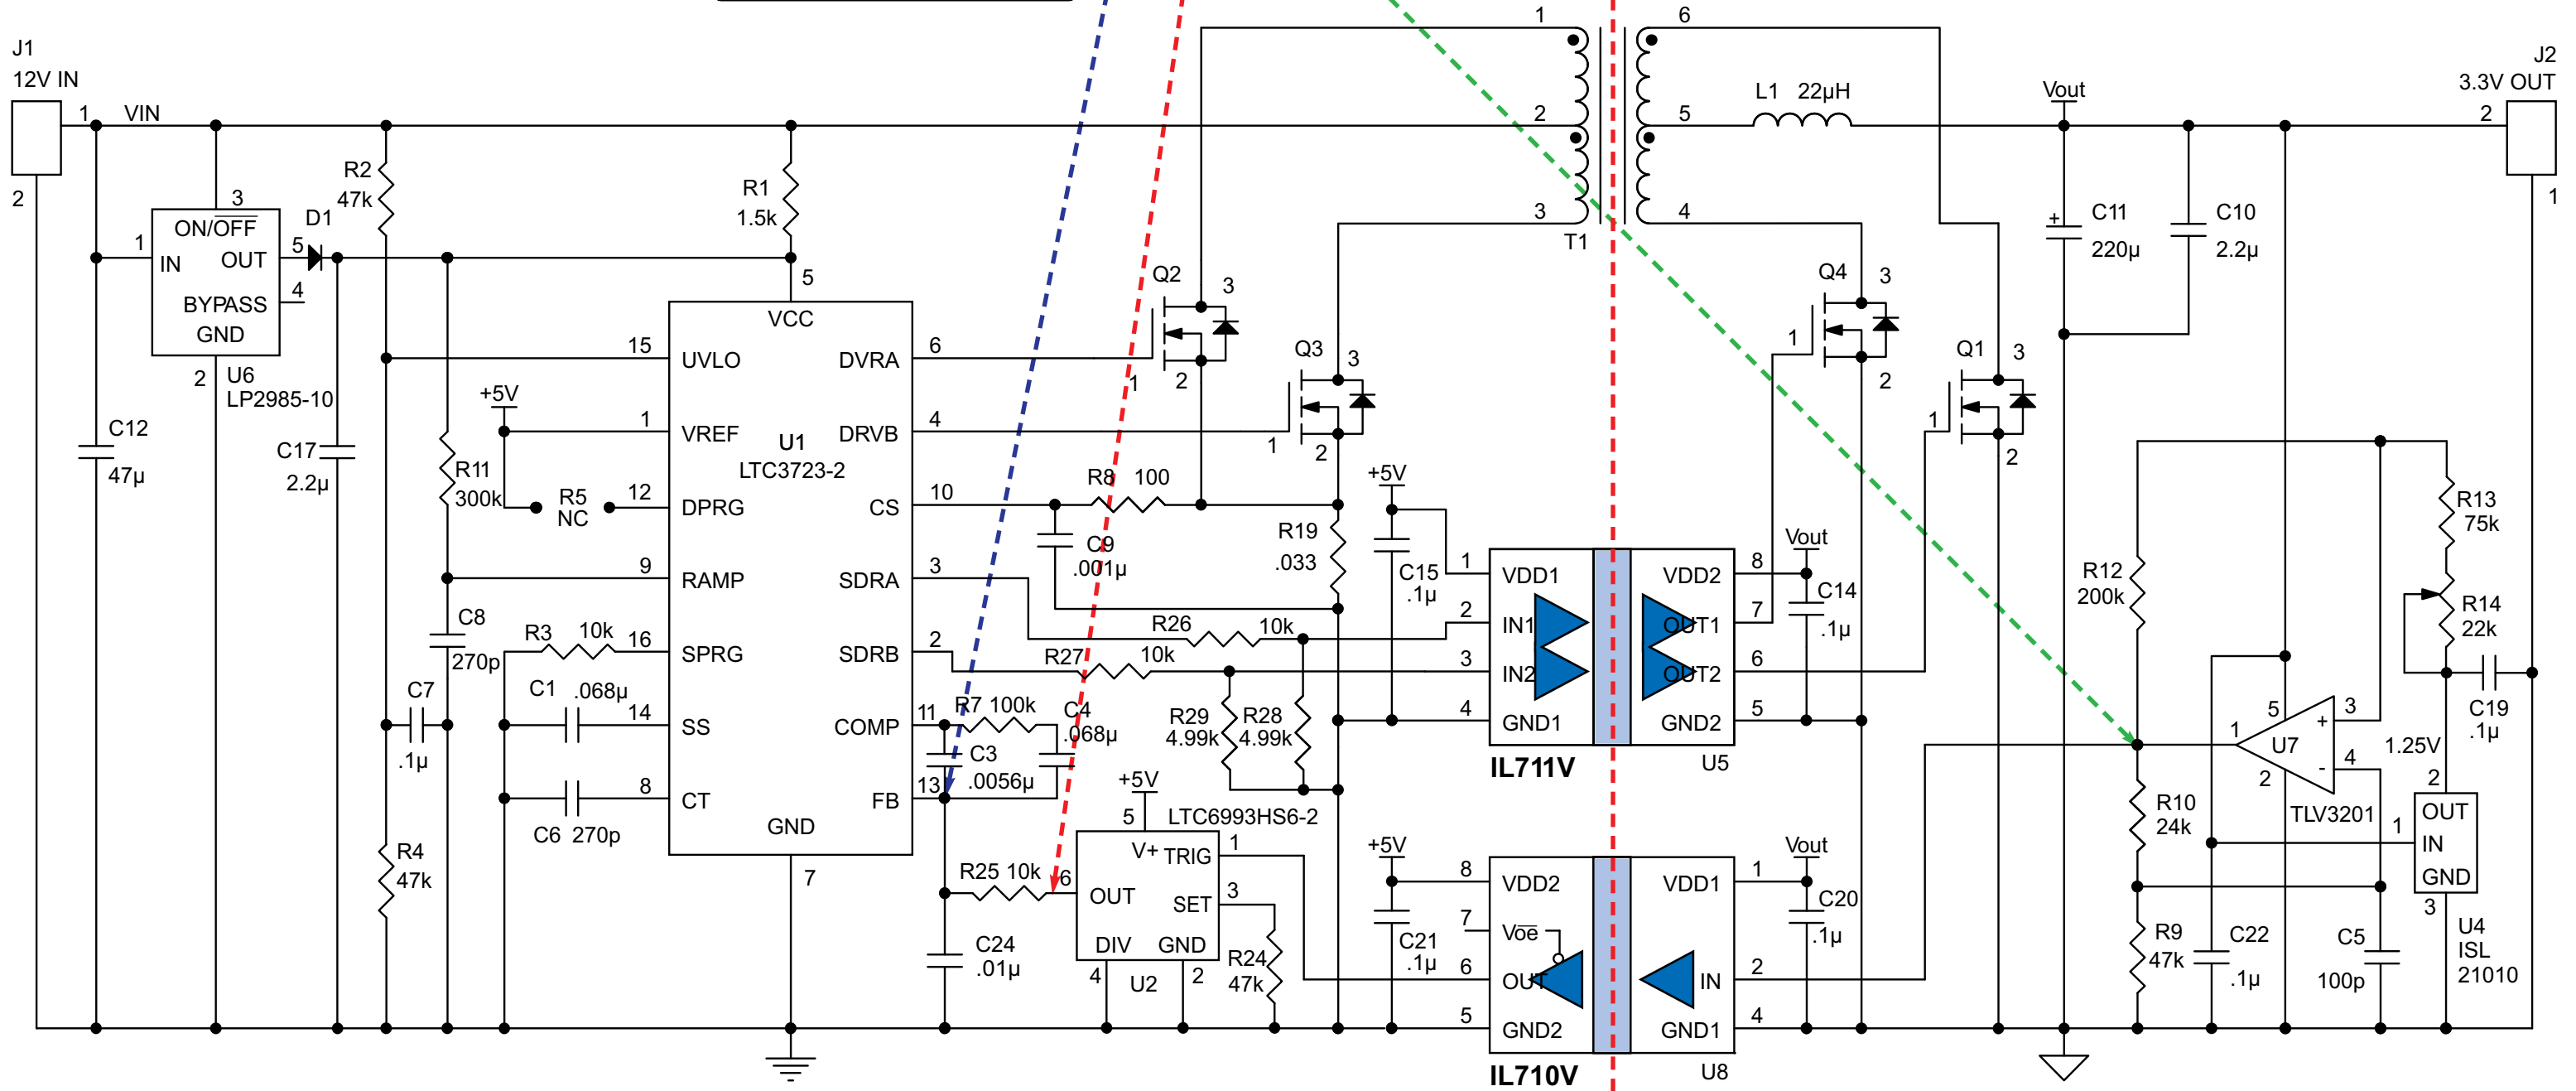 J1
12V IN
1
VIN
2
3
ON/OFF
1
IN
OUT
5
D1
BYPASS
4
GND
2
U6
LP2985-10
C12
47µ
C17
2.2µ
R2
47k
R1
1.5k
5
VCC
15
UVLO
DVRA
6
+5V
1
VREF
DRVB
4
U1
LTC3723-2
R11
300k
R5
NC
12
DPRG
CS
10
9
RAMP
SDRA
3
C8
270p
R3
10k
16
SPRG
SDRB
2
C7
.1µ
C1
.068µ
14
SS
COMP
11
8
CT
FB
13
C6
270p
GND
7
R4
47k
Q2
3
1
2
Q3
3
1
2
R8
100
C9
.001µ
R19
.033
R26
10k
R27
10k
R7
100k
C4
.068µ
C3
.0056µ
R29
4.99k
R28
4.99k
+5V
5
LTC6993HS6-2
V+
TRIG
1
R25
10k
6
OUT
SET
3
DIV
GND
4
U2
2
R24
47k
C24
.01µ
1
2
3
T1
6
5
4
L1
22µH
Vout
J2
3.3V OUT
2
1
C11
+
220µ
C10
2.2µ
Q4
3
1
2
Q1
3
1
2
+5V
C15
.1µ
1
VDD1
VDD2
8
Vout
C14
.1µ
2
IN1
OUT1
7
3
IN2
OUT2
6
4
GND1
GND2
5
IL711V
U5
+5V
C21
.1µ
8
VDD2
VDD1
1
Vout
C20
.1µ
7
Voe
6
OUT
IN
2
5
GND2
GND1
4
IL710V
U8
R12
200k
R13
75k
R14
22k
C19
.1µ
5
+
3
1
U7
1.25V
2
-
4
2
TLV3201
R10
24k
OUT
1
IN
GND
3
U4
ISL
21010
R9
47k
C22
.1µ
C5
100p